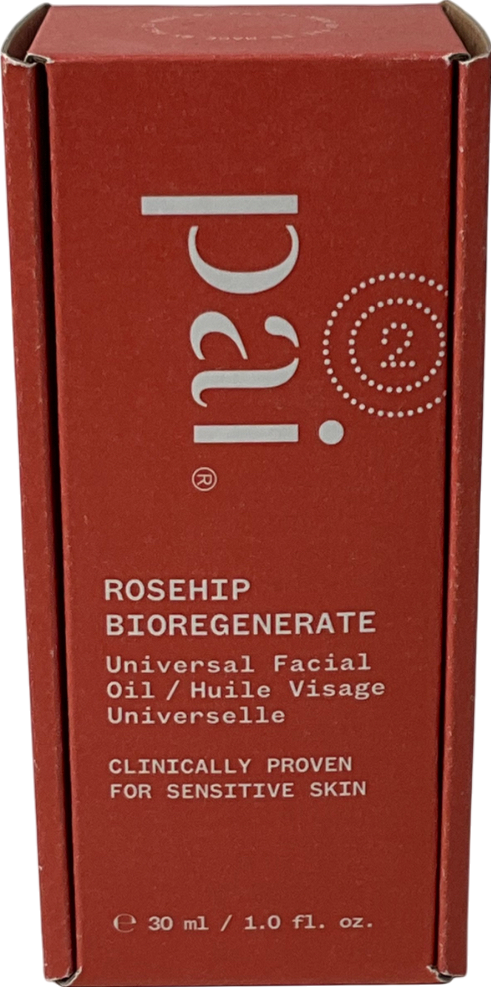 pai®
2
ROSEHIP
BIOREGENERATE
Universal Facial
Oil / Huile Visage
Universelle
CLINICALLY PROVEN
FOR SENSITIVE SKIN
℮ 30 ml / 1.0 fl. oz.